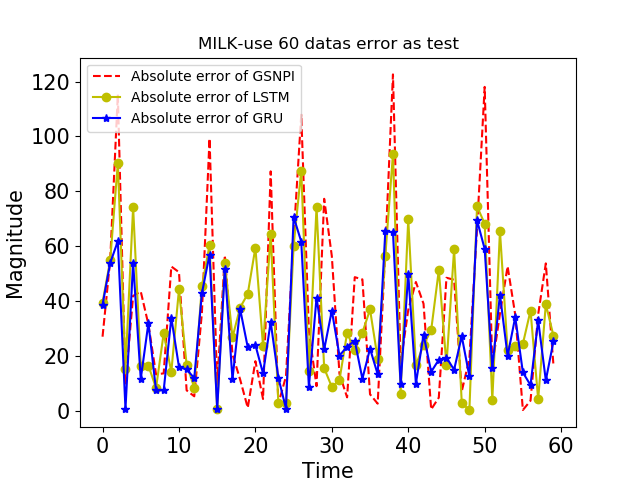 MILK-use 60 datas error as test
Absolute error of GSNPI
Absolute error of LSTM
Absolute error of GRU
Magnitude
120
100
80
60
40
20
0
0 10 20 30 40 50 60
Time